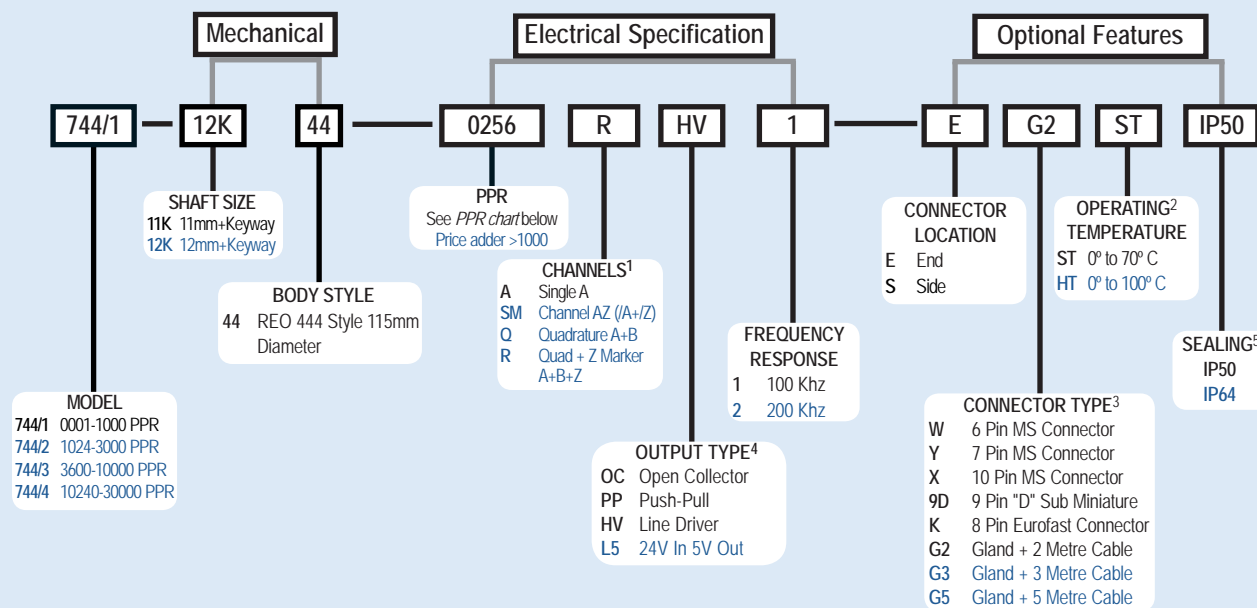 Mechanical
Electrical Specification
Optional Features
744/1
12K
44
0256
R
HV
1
E
G2
ST
IP50
SHAFT SIZE
11K 11mm+Keyway
12K 12mm+Keyway
PPR
See PPR chart below
Price adder >1000
CONNECTOR
LOCATION
E End
S Side
OPERATING²
TEMPERATURE
ST 0º to 70º C
HT 0º to 100º C
BODY STYLE
44 REO 444 Style 115mm
Diameter
CHANNELS¹
A Single A
SM Channel AZ (/A+/Z)
Q Quadrature A+B
R Quad + Z Marker
A+B+Z
FREQUENCY
RESPONSE
1 100 Khz
2 200 Khz
SEALING⁵
IP50
IP64
MODEL
744/1 0001-1000 PPR
744/2 1024-3000 PPR
744/3 3600-10000 PPR
744/4 10240-30000 PPR
OUTPUT TYPE⁴
OC Open Collector
PP Push-Pull
HV Line Driver
L5 24V In 5V Out
CONNECTOR TYPE³
W 6 Pin MS Connector
Y 7 Pin MS Connector
X 10 Pin MS Connector
9D 9 Pin "D" Sub Miniature
K 8 Pin Eurofast Connector
G2 Gland + 2 Metre Cable
G3 Gland + 3 Metre Cable
G5 Gland + 5 Metre Cable